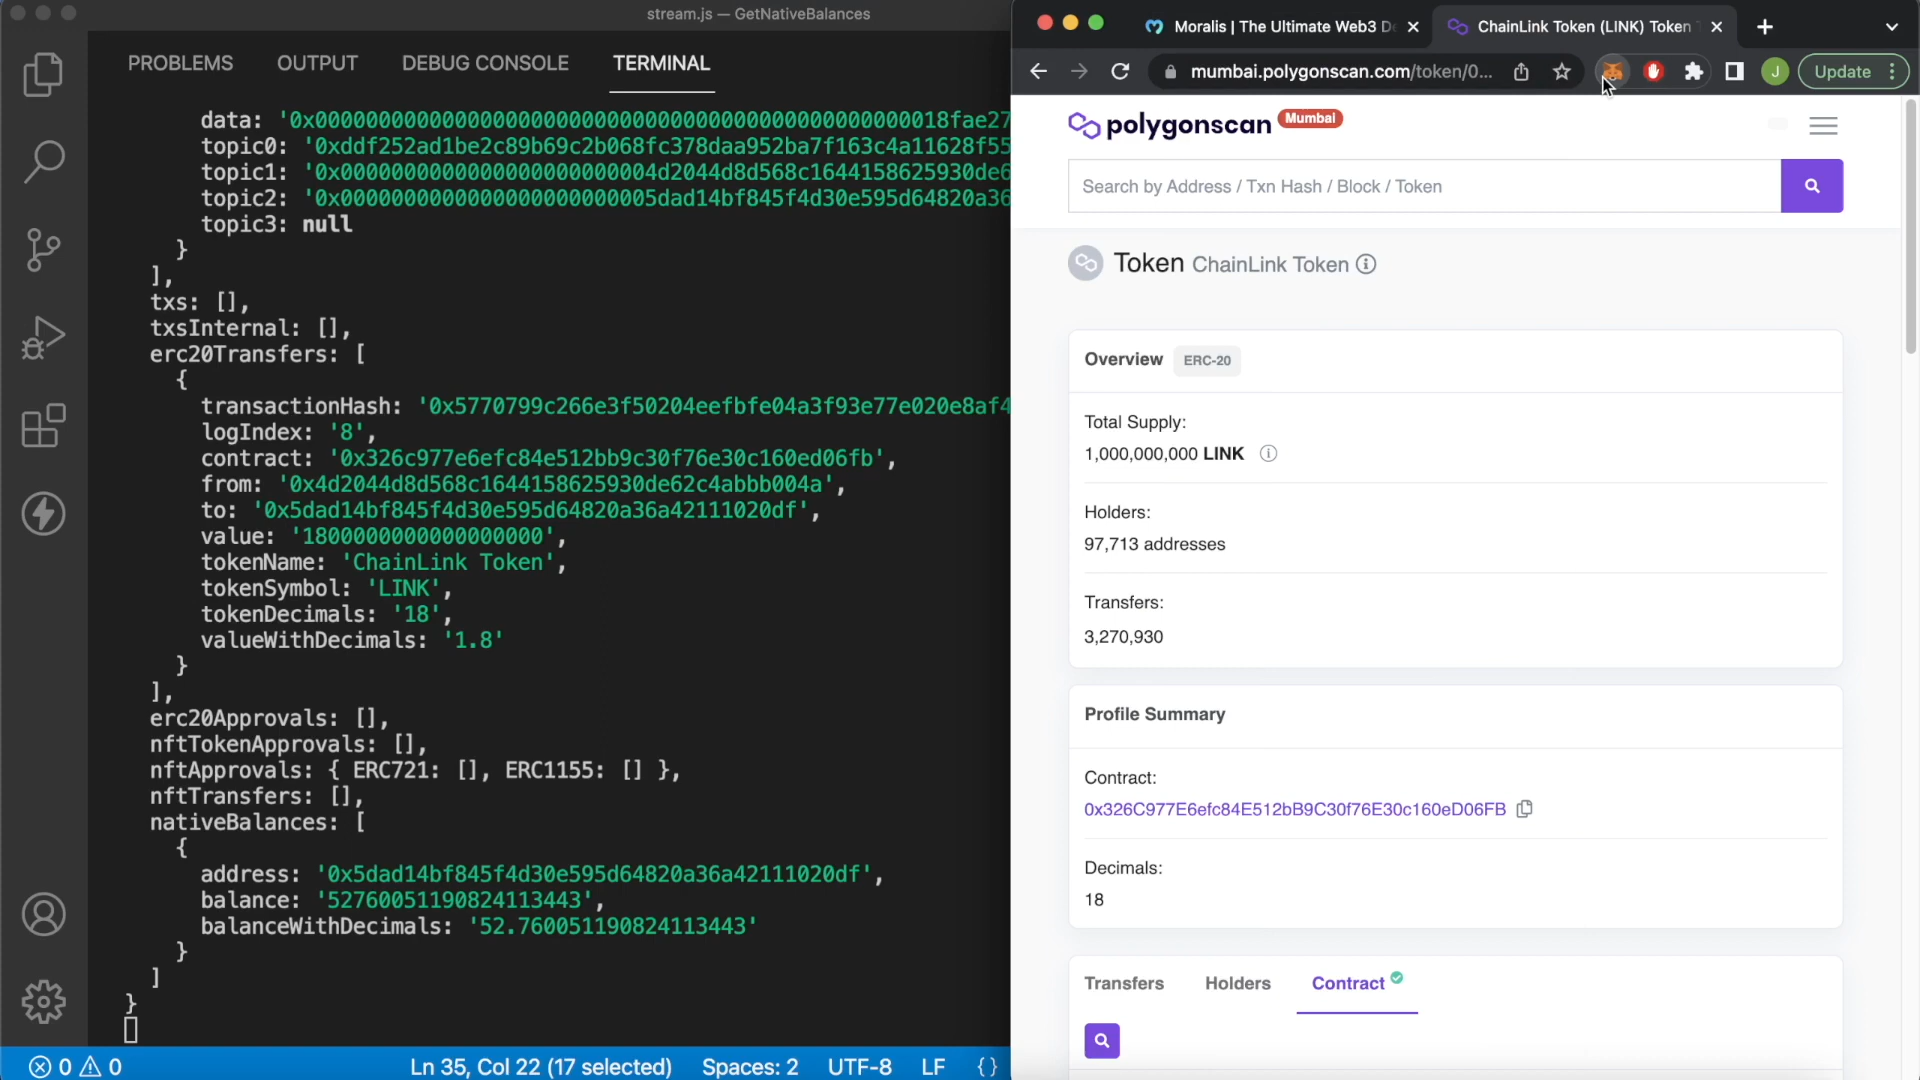 stream.js — GetNativeBalances
PROBLEMS OUTPUT DEBUG CONSOLE TERMINAL
data: '0x00000000000000000000000000000000000000000000000018fae27
topic0: '0xddf252ad1be2c89b69c2b068fc378daa952ba7f163c4a11628f55
topic1: '0x0000000000000000000000004d2044d8d568c1644158625930de6
topic2: '0x0000000000000000000000005dad14bf845f4d30e595d64820a36
topic3: null
}
],
txs: [],
txsInternal: [],
erc20Transfers: [
{
transactionHash: '0x5770799c266e3f50204eefbfe04a3f93e77e020e8af4
logIndex: '8',
contract: '0x326c977e6efc84e512bb9c30f76e30c160ed06fb',
from: '0x4d2044d8d568c1644158625930de62c4abbb004a',
to: '0x5dad14bf845f4d30e595d64820a36a42111020df',
value: '1800000000000000000',
tokenName: 'ChainLink Token',
tokenSymbol: 'LINK',
tokenDecimals: '18',
valueWithDecimals: '1.8'
}
],
erc20Approvals: [],
nftTokenApprovals: [],
nftApprovals: { ERC721: [], ERC1155: [] },
nftTransfers: [],
nativeBalances: [
{
address: '0x5dad14bf845f4d30e595d64820a36a42111020df',
balance: '52760051190824113443',
balanceWithDecimals: '52.760051190824113443'
}
]
}
0 0 Ln 35, Col 22 (17 selected) Spaces: 2 UTF-8 LF {}
Moralis | The Ultimate Web3 De
ChainLink Token (LINK) Token
mumbai.polygonscan.com/token/0... J Update
polygonscan Mumbai
Search by Address / Txn Hash / Block / Token
Token ChainLink Token
Overview ERC-20
Total Supply:
1,000,000,000 LINK
Holders:
97,713 addresses
Transfers:
3,270,930
Profile Summary
Contract:
0x326C977E6efc84E512bB9C30f76E30c160eD06FB
Decimals:
18
Transfers Holders Contract